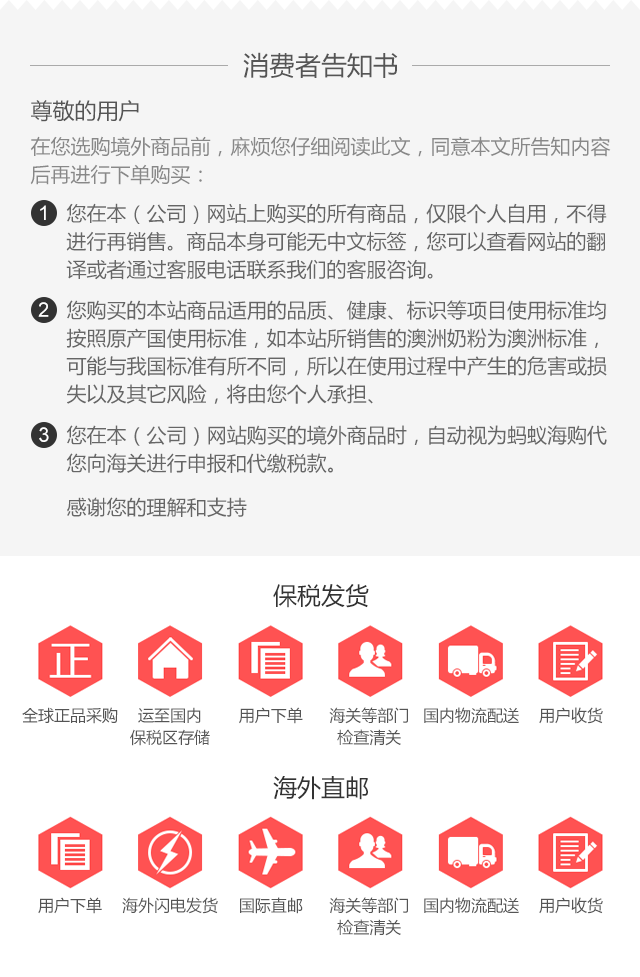 消费者告知书
尊敬的用户
在您选购境外商品前，麻烦您仔细阅读此文，同意本文所告知内容
后再进行下单购买：
1 您在本（公司）网站上购买的所有商品，仅限个人自用，不得
进行再销售。商品本身可能无中文标签，您可以查看网站的翻
译或者通过客服电话联系我们的客服咨询。
2 您购买的本站商品适用的品质、健康、标识等项目使用标准均
按照原产国使用标准，如本站所销售的澳洲奶粉为澳洲标准，
可能与我国标准有所不同，所以在使用过程中产生的危害或损
失以及其它风险，将由您个人承担、
3 您在本（公司）网站购买的境外商品时，自动视为蚂蚁海购代
您向海关进行申报和代缴税款。
感谢您的理解和支持
保税发货
正
全球正品采购 运至国内 用户下单 海关等部门 国内物流配送 用户收货
保税区存储 检查清关
海外直邮
用户下单 海外闪电发货 国际直邮 海关等部门 国内物流配送 用户收货
检查清关